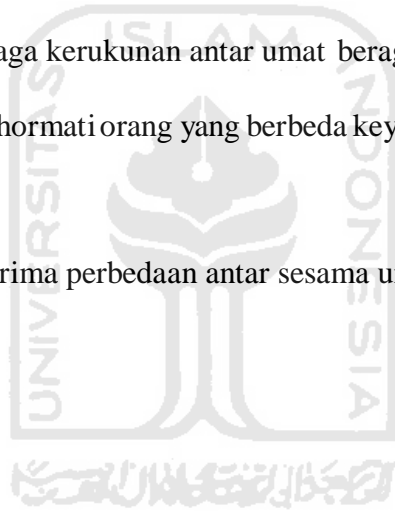 aga kerukunan antar umat berag
ISLAM
hormati orang yang berbeda key
UNIVERSITAS
INDONESIA
rima perbedaan antar sesama u